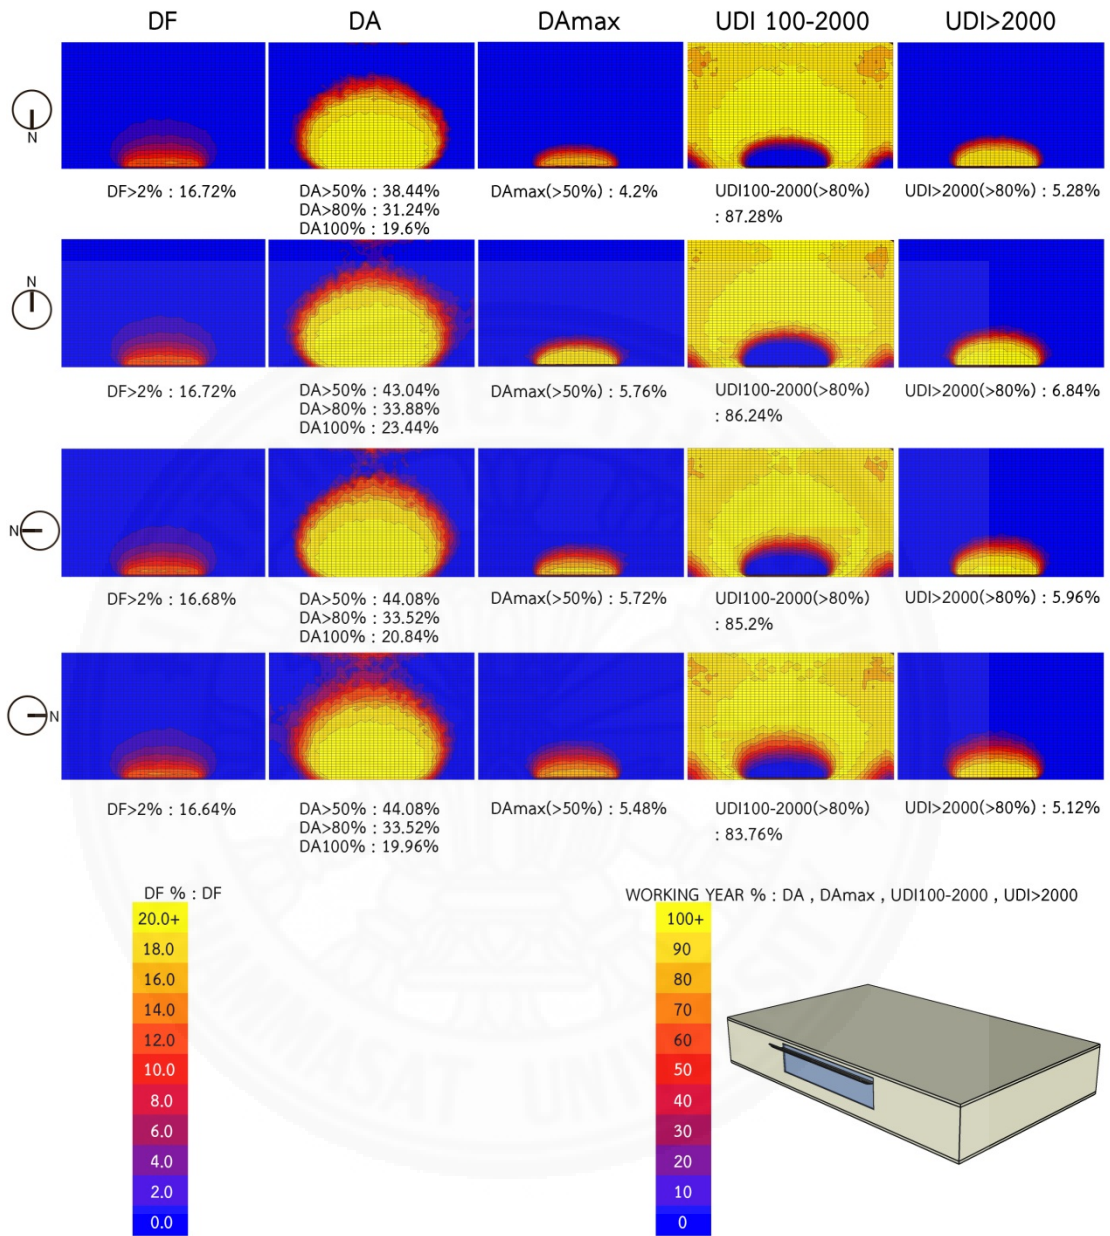 DF DA DAmax UDI 100-2000 UDI>2000
N
DF>2% : 16.72%
DA>50% : 38.44%
DA>80% : 31.24%
DA100% : 19.6%
DAmax(>50%) : 4.2%
UDI100-2000(>80%)
: 87.28%
UDI>2000(>80%) : 5.28%
N
DF>2% : 16.72%
DA>50% : 43.04%
DA>80% : 33.88%
DA100% : 23.44%
DAmax(>50%) : 5.76%
UDI100-2000(>80%)
: 86.24%
UDI>2000(>80%) : 6.84%
N
DF>2% : 16.68%
DA>50% : 44.08%
DA>80% : 33.52%
DA100% : 20.84%
DAmax(>50%) : 5.72%
UDI100-2000(>80%)
: 85.2%
UDI>2000(>80%) : 5.96%
N
DF>2% : 16.64%
DA>50% : 44.08%
DA>80% : 33.52%
DA100% : 19.96%
DAmax(>50%) : 5.48%
UDI100-2000(>80%)
: 83.76%
UDI>2000(>80%) : 5.12%
DF % : DF
20.0+
18.0
16.0
14.0
12.0
10.0
8.0
6.0
4.0
2.0
0.0
WORKING YEAR % : DA , DAmax , UDI100-2000 , UDI>2000
100+
90
80
70
60
50
40
30
20
10
0
THAMMASAT UNIVERSITY